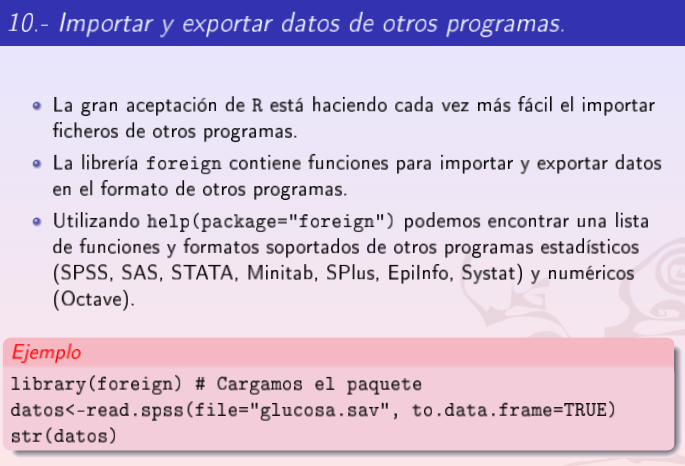 10.- Importar y exportar datos de otros programas.
La gran aceptación de R está haciendo cada vez más fácil el importar
ficheros de otros programas.
La librería foreign contiene funciones para importar y exportar datos
en el formato de otros programas.
Utilizando help(package="foreign") podemos encontrar una lista
de funciones y formatos soportados de otros programas estadísticos
(SPSS, SAS, STATA, Minitab, SPlus, EpiInfo, Systat) y numéricos
(Octave).
Ejemplo
library(foreign) # Cargamos el paquete
datos<-read.spss(file="glucosa.sav", to.data.frame=TRUE)
str(datos)